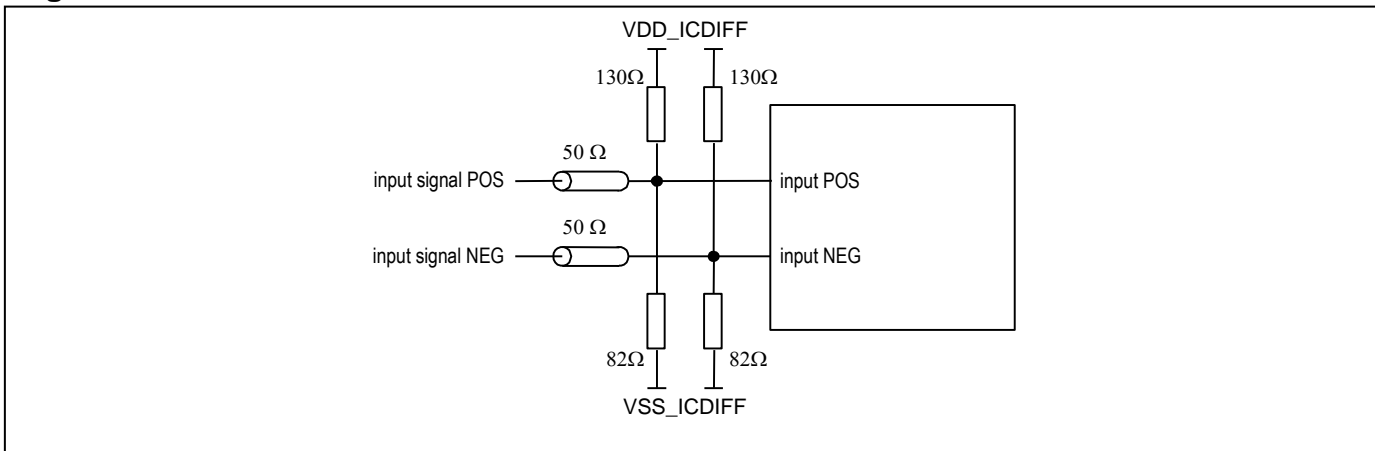 VDD_ICDIFF
130Ω 130Ω
50 Ω
input signal POS input POS
50 Ω
input signal NEG input NEG
82Ω 82Ω
VSS_ICDIFF